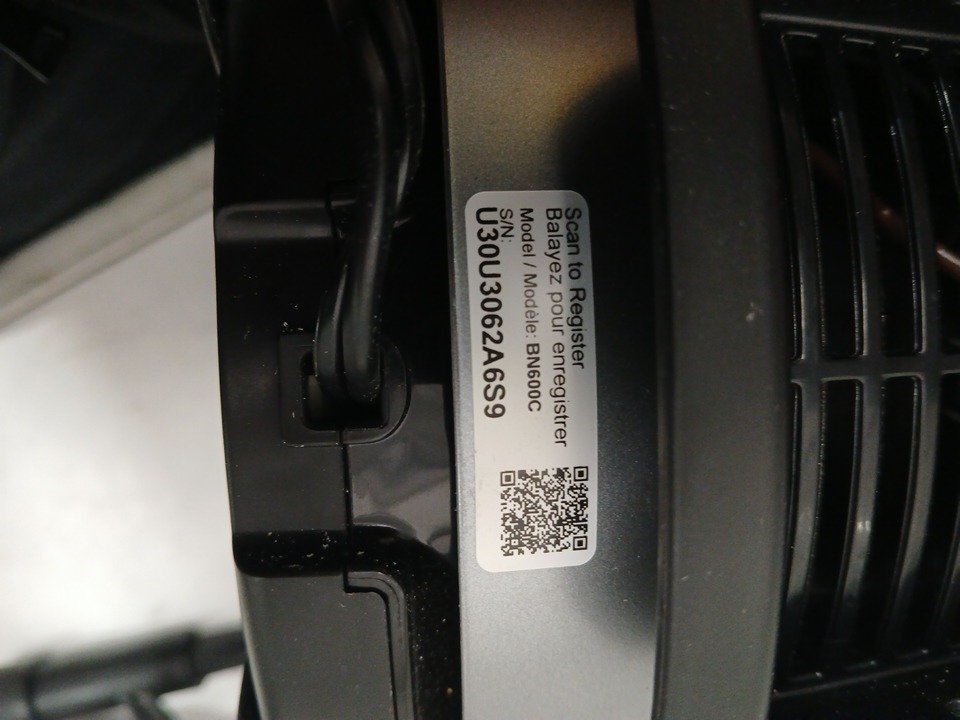 Scan to Register
Balayez pour enregistrer
Model / Modèle: BN600C
S/N:
U30U3062A6S9